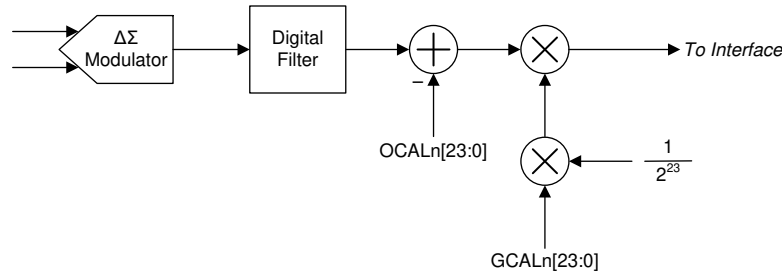 ΔΣ
Modulator
Digital
Filter
–
To Interface
OCALn[23:0]
1
2²³
GCALn[23:0]